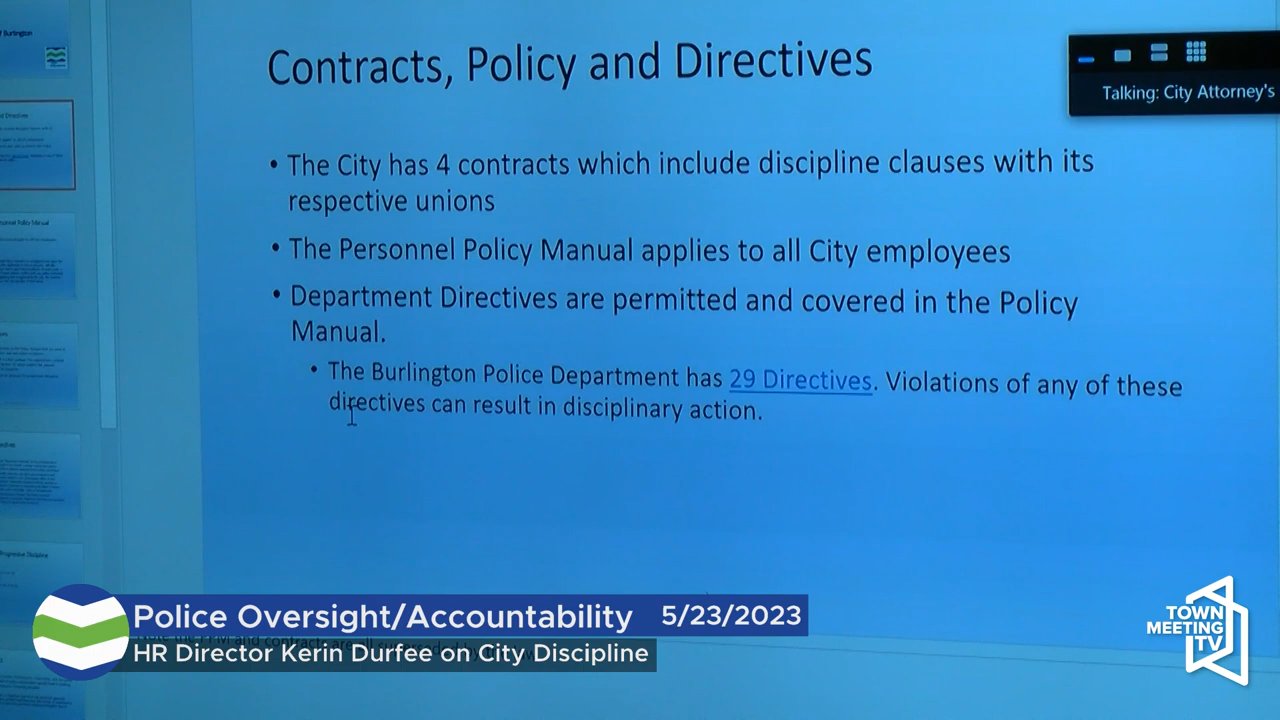 Contracts, Policy and Directives
Talking: City Attorney's
• The City has 4 contracts which include discipline clauses with its
respective unions
• The Personnel Policy Manual applies to all City employees
• Department Directives are permitted and covered in the Policy
Manual.
• The Burlington Police Department has 29 Directives. Violations of any of these
directives can result in disciplinary action.
Police Oversight/Accountability 5/23/2023
HR Director Kerin Durfee on City Discipline
TOWN
MEETING
TV